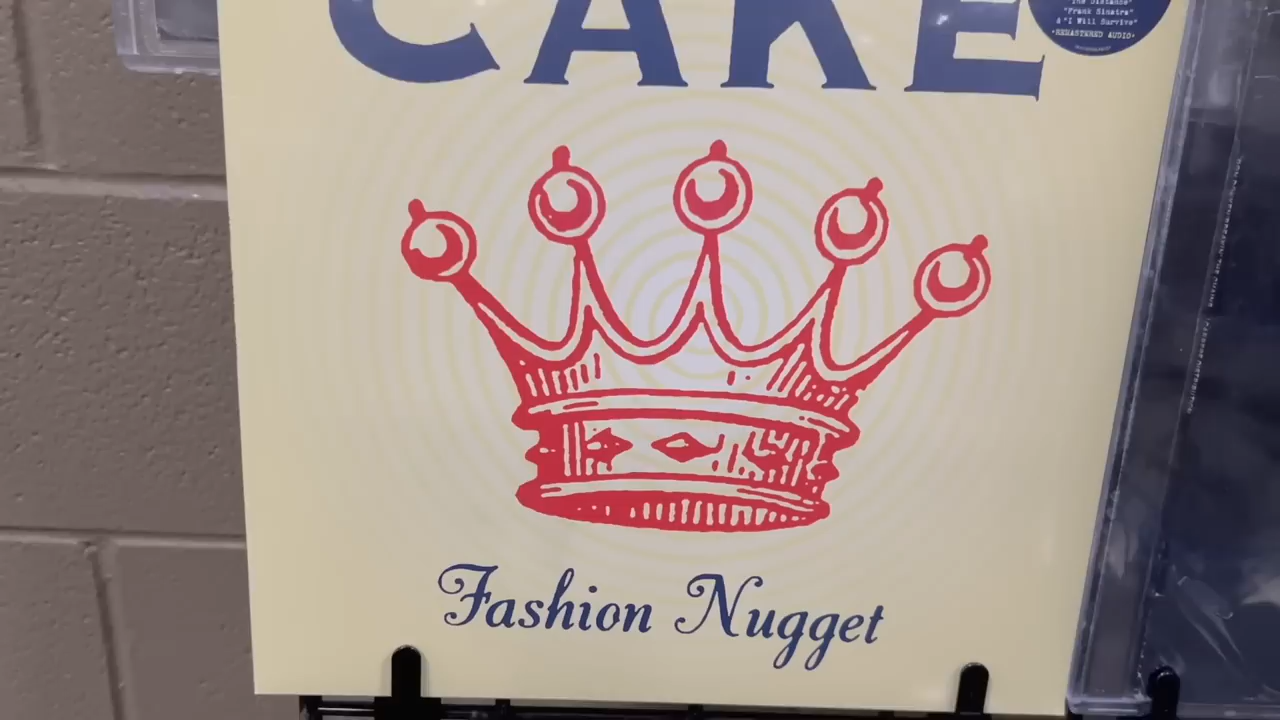 CAKE
"The Distance"
"Frank Sinatra"
& "I Will Survive"
•REMASTERED AUDIO•
Fashion Nugget